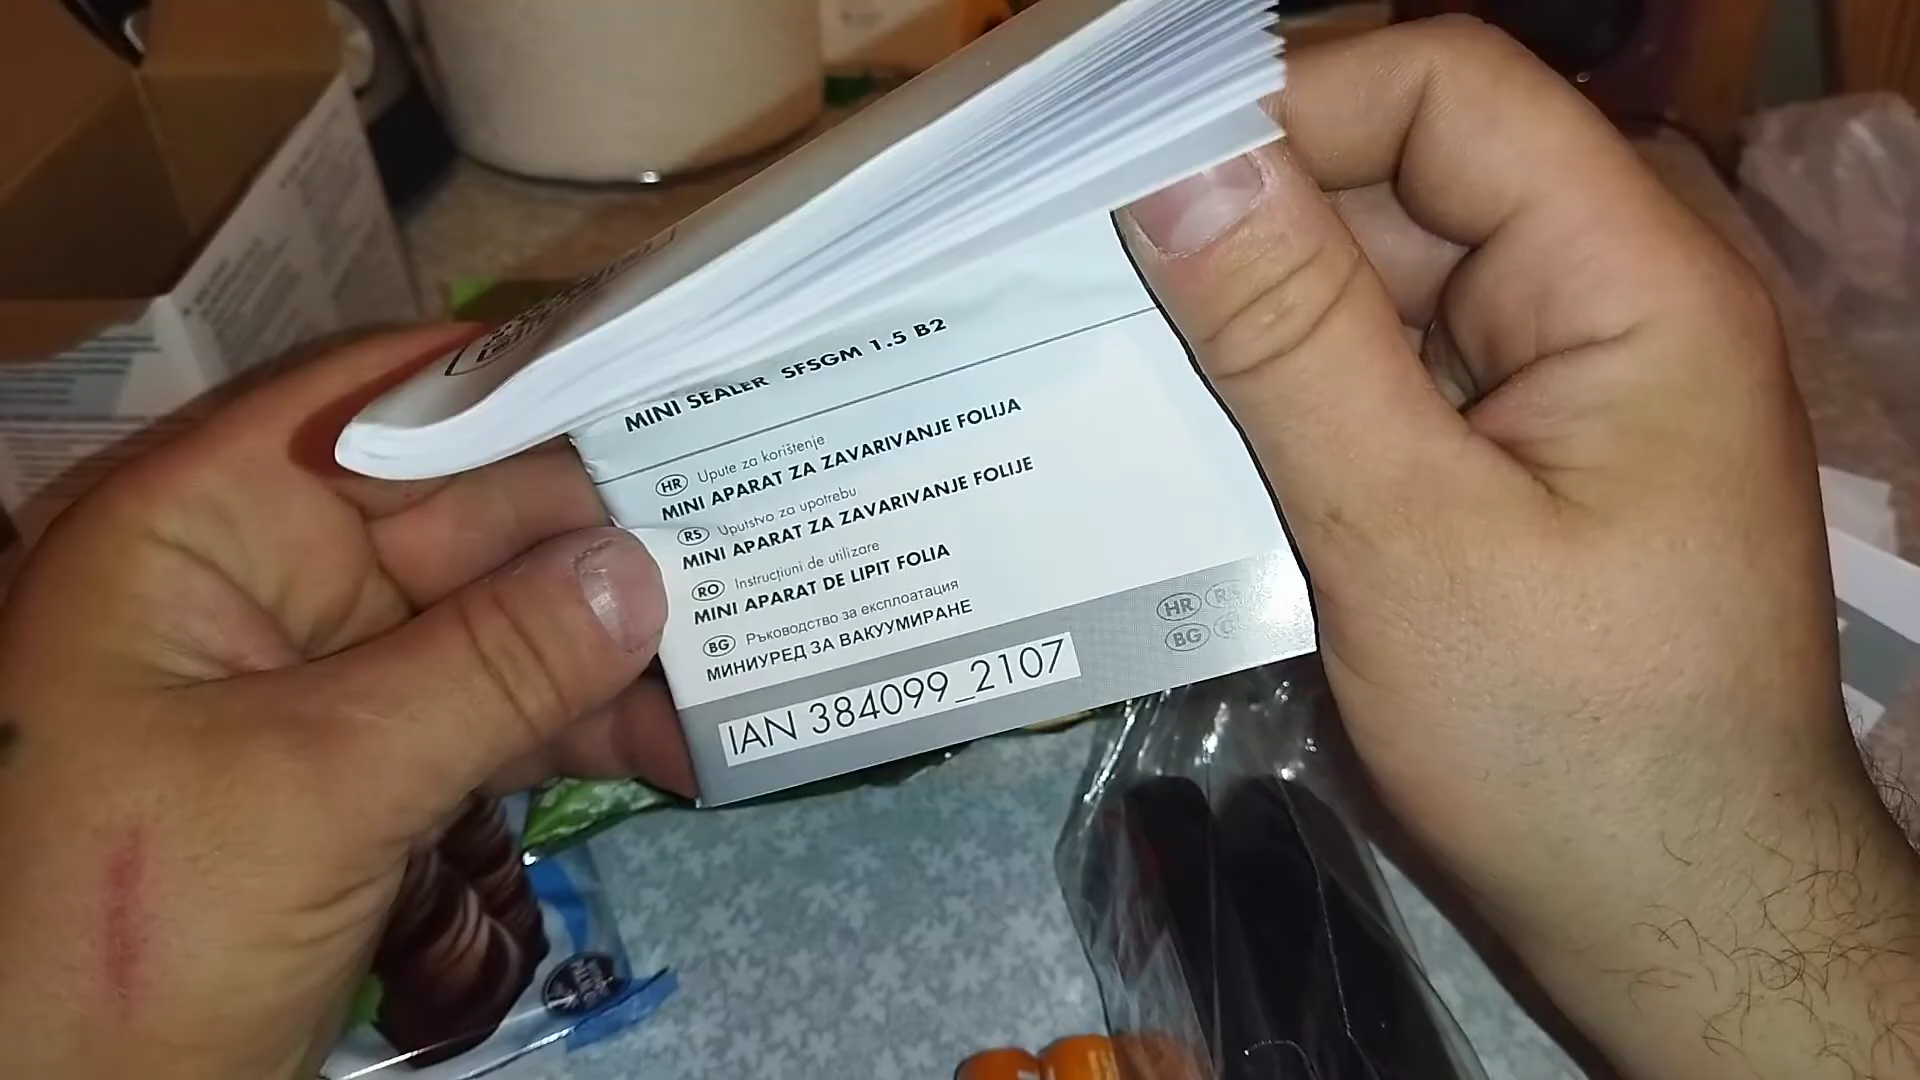 MINI SEALER SFSGM 1.5 B2
HR Upute za korištenje
MINI APARAT ZA ZAVARIVANJE FOLIJA
RS Uputstvo za upotrebu
MINI APARAT ZA ZAVARIVANJE FOLIJE
RO Instrucţiuni de utilizare
MINI APARAT DE LIPIT FOLIA
BG Ръководство за експлоатация
МИНИУРЕД ЗА ВАКУУМИРАНЕ
HR RS
BG
IAN 384099_2107